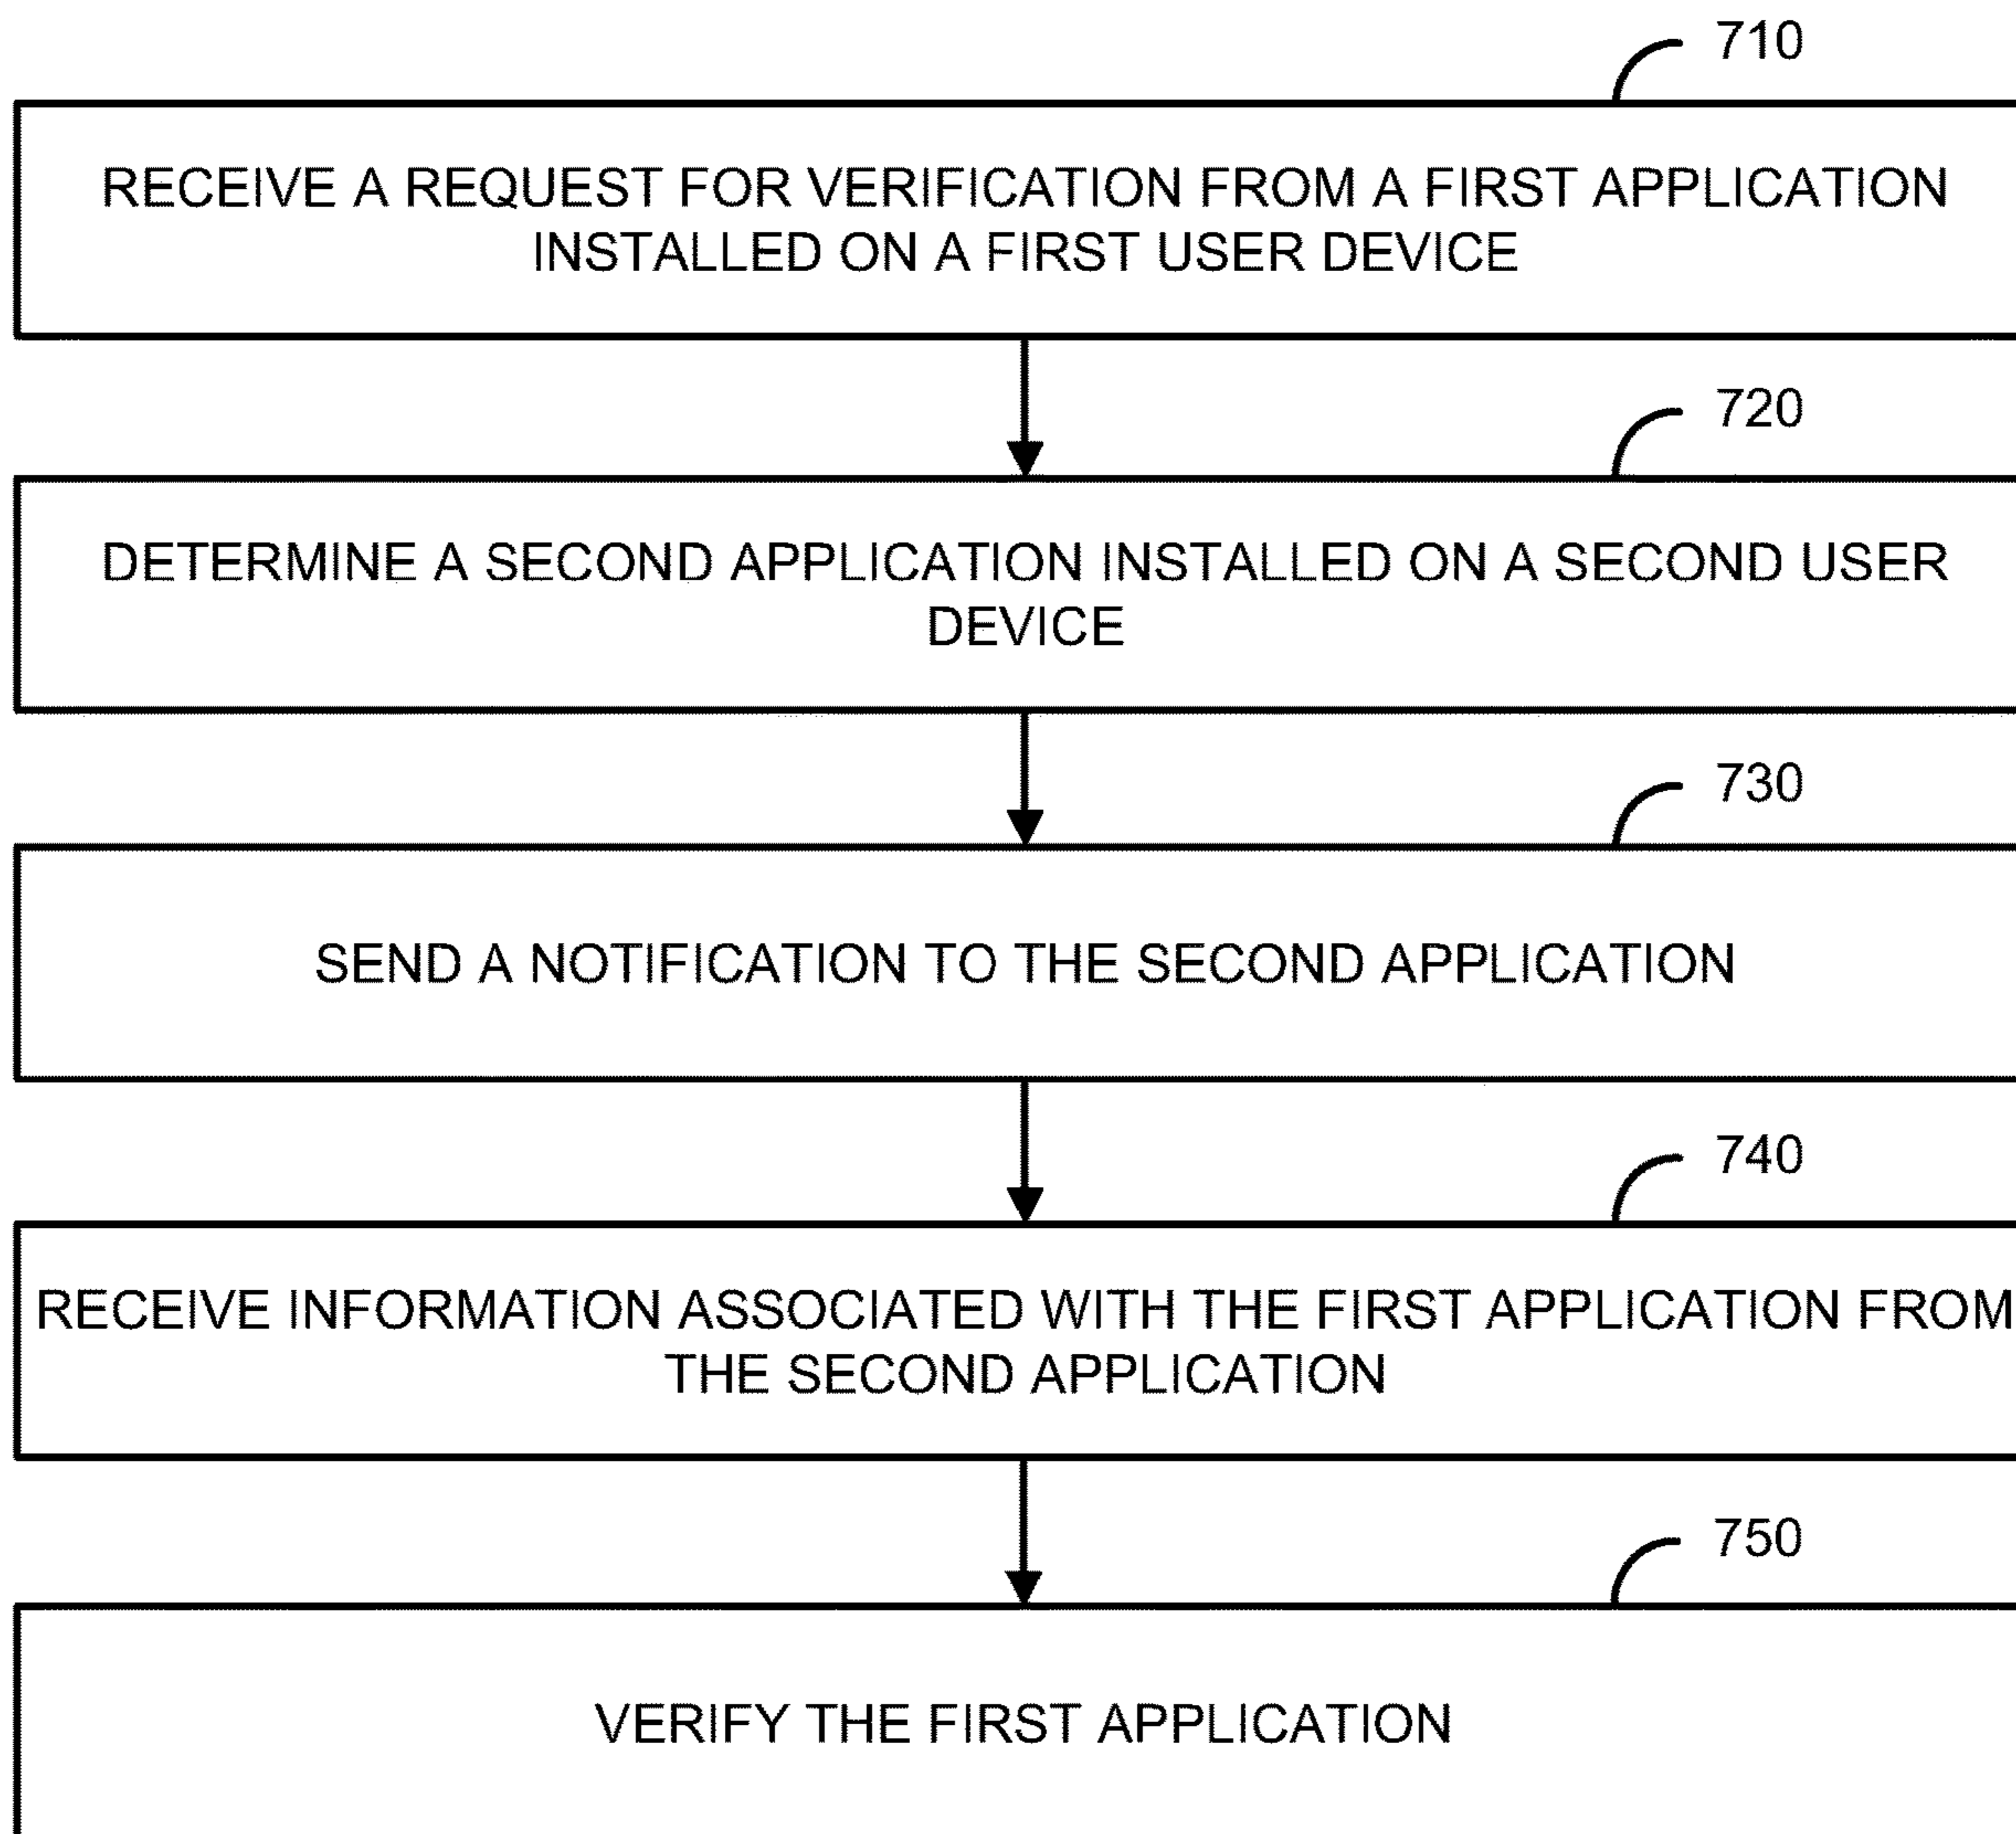 710
RECEIVE A REQUEST FOR VERIFICATION FROM A FIRST APPLICATION
INSTALLED ON A FIRST USER DEVICE
720
DETERMINE A SECOND APPLICATION INSTALLED ON A SECOND USER
DEVICE
730
SEND A NOTIFICATION TO THE SECOND APPLICATION
740
RECEIVE INFORMATION ASSOCIATED WITH THE FIRST APPLICATION FROM
THE SECOND APPLICATION
750
VERIFY THE FIRST APPLICATION